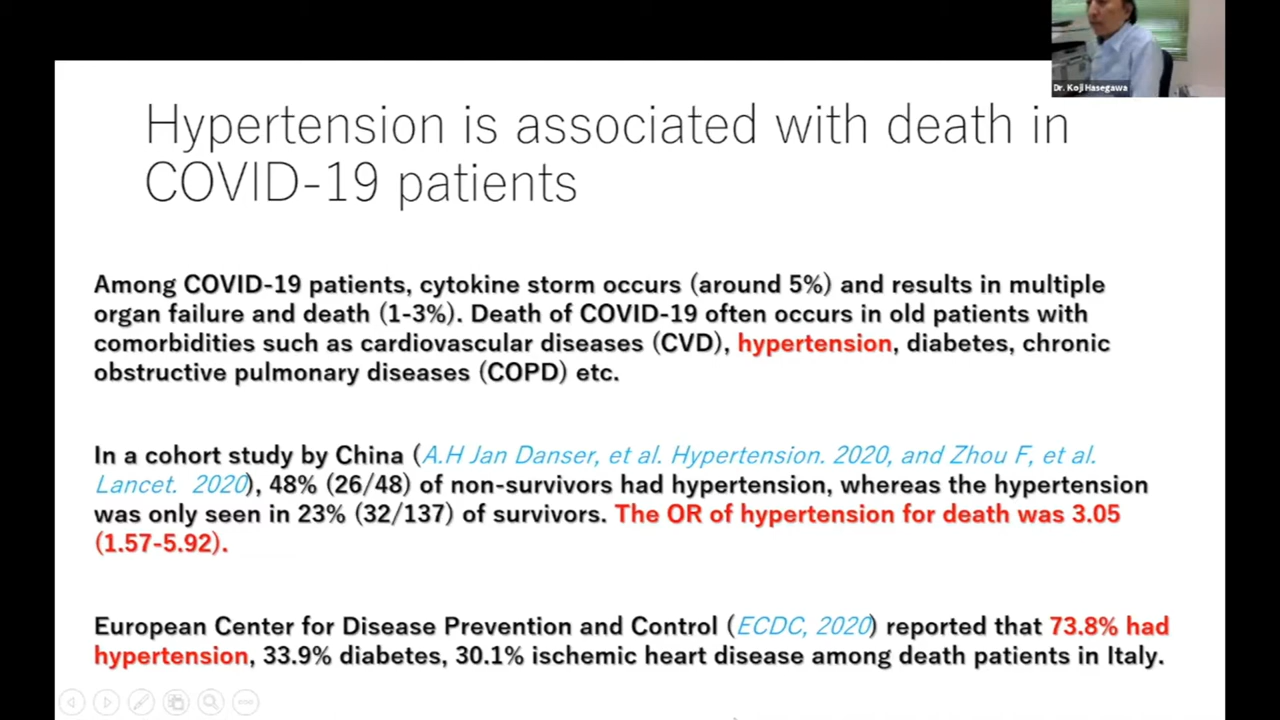 Dr. Koji Hasegawa
Hypertension is associated with death in
COVID-19 patients
Among COVID-19 patients, cytokine storm occurs (around 5%) and results in multiple
organ failure and death (1-3%). Death of COVID-19 often occurs in old patients with
comorbidities such as cardiovascular diseases (CVD), hypertension, diabetes, chronic
obstructive pulmonary diseases (COPD) etc.
In a cohort study by China (A.H Jan Danser, et al. Hypertension. 2020, and Zhou F, et al.
Lancet. 2020), 48% (26/48) of non-survivors had hypertension, whereas the hypertension
was only seen in 23% (32/137) of survivors. The OR of hypertension for death was 3.05
(1.57-5.92).
European Center for Disease Prevention and Control (ECDC, 2020) reported that 73.8% had
hypertension, 33.9% diabetes, 30.1% ischemic heart disease among death patients in Italy.